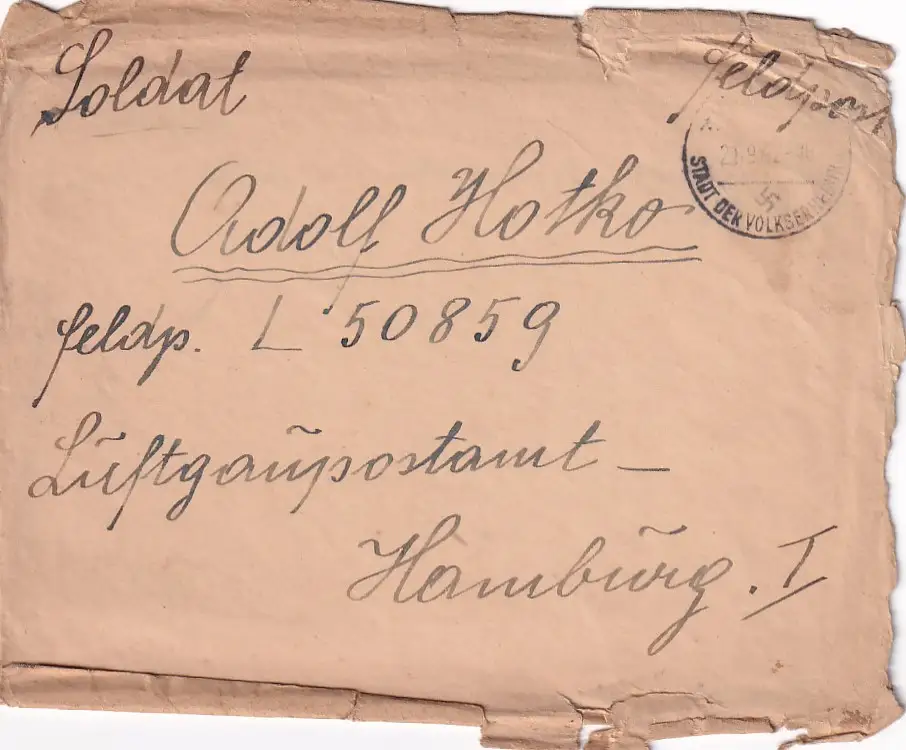 Soldat
Feldpost
STADT DER VOLKSERHEBUNG
Adolf Hotko
Feldp. L 50859
Luftgaupostamt –
Hamburg. I